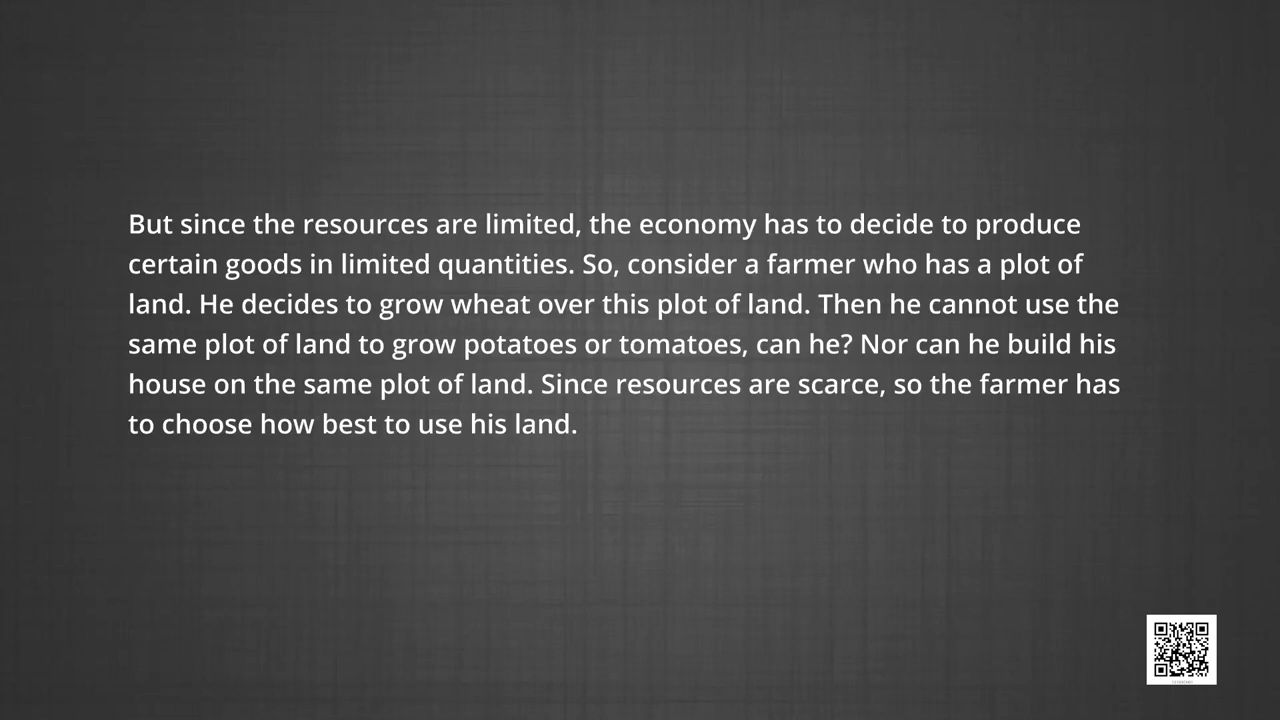 But since the resources are limited, the economy has to decide to produce
certain goods in limited quantities. So, consider a farmer who has a plot of
land. He decides to grow wheat over this plot of land. Then he cannot use the
same plot of land to grow potatoes or tomatoes, can he? Nor can he build his
house on the same plot of land. Since resources are scarce, so the farmer has
to choose how best to use his land.